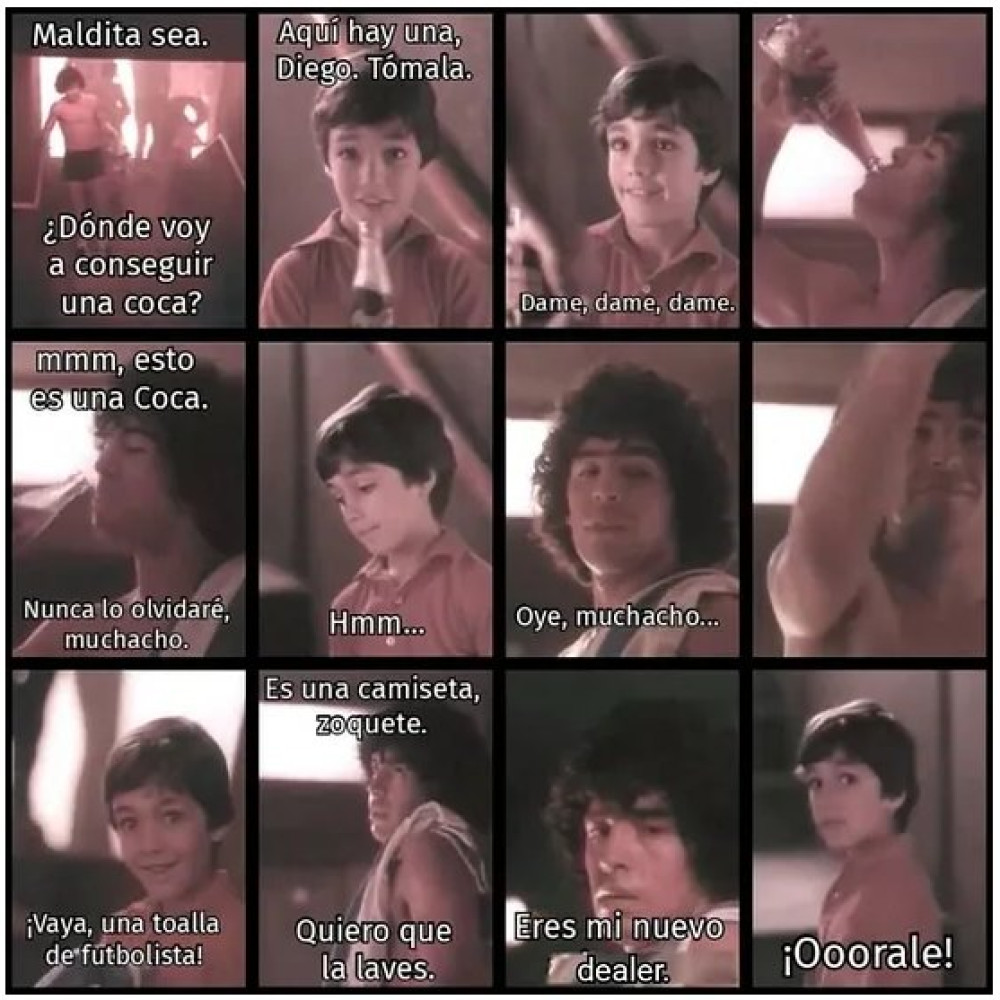 Maldita sea.
¿Dónde voy
a conseguir
una coca?
Aquí hay una,
Diego. Tómala.
Dame, dame, dame.
mmm, esto
es una Coca.
Nunca lo olvidaré,
muchacho.
Hmm...
Oye, muchacho...
¡Vaya, una toalla
de futbolista!
Es una camiseta,
zoquete.
Quiero que
la laves.
Eres mi nuevo
dealer.
¡Ooorale!